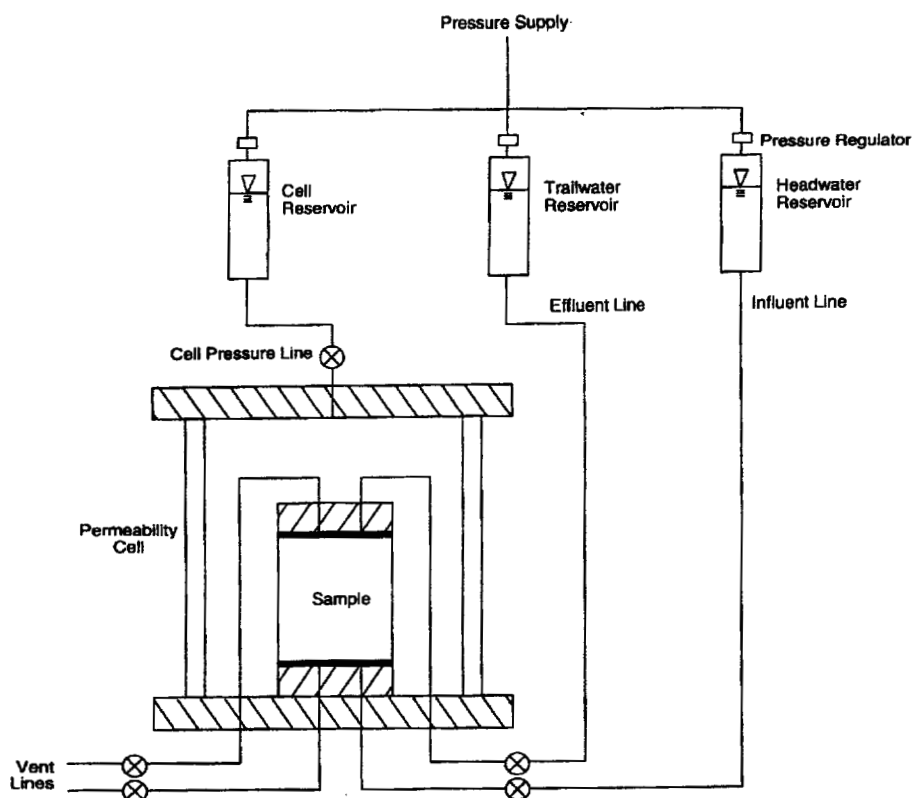 Pressure Supply
Pressure Regulator
Cell
Reservoir
Trailwater
Reservoir
Headwater
Reservoir
Effluent Line
Influent Line
Cell Pressure Line
Permeability
Cell
Sample
Vent
Lines